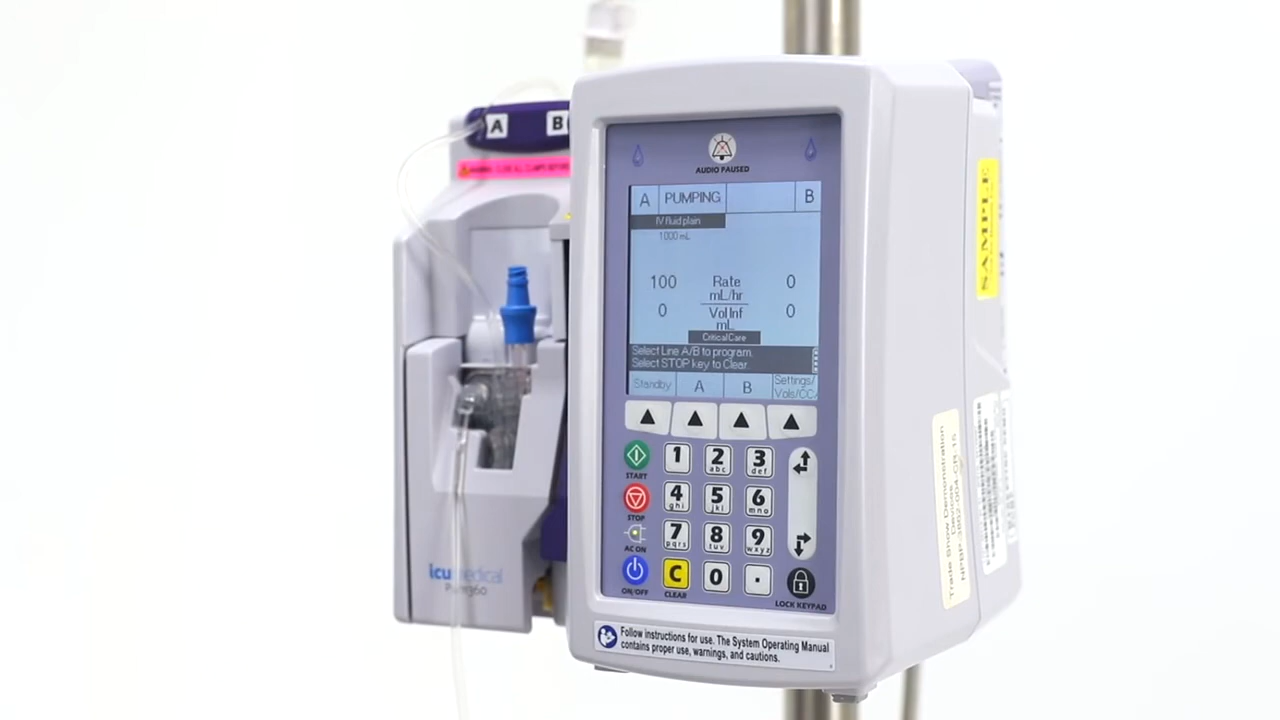 A B
AUDIO PAUSED
A PUMPING B
IV fluid plain
1000 mL
100 Rate 0
mL/hr
0 Vol Inf 0
mL
CriticalCare
Select Line A/B to program.
Select STOP key to Clear.
Standby A B Settings/
Vols/CC
START
1 2 3
abc def
STOP
4 5 6
ghi jkl mno
AC ON
7 8 9
pqrs tuv wxyz
ON/OFF
C 0 .
CLEAR
LOCK KEYPAD
Follow instructions for use. The System Operating Manual
contains proper use, warnings, and cautions.
icumedical
Plum360
SAMPLE
Trade Show Demonstration
Devices